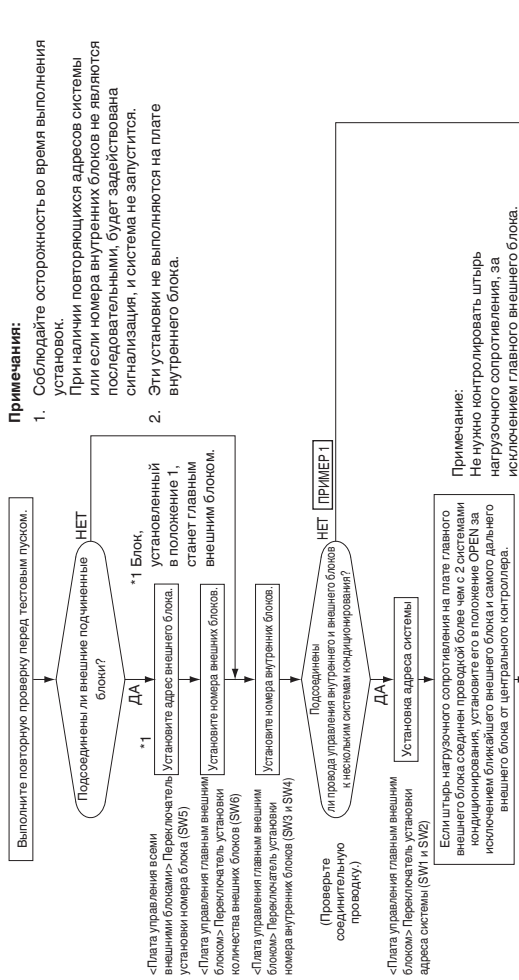 Примечания:
1. Соблюдайте осторожность во время выполнения
установок.
При наличии повторяющихся адресов системы
или если номера внутренних блоков не являются
последовательными, будет задействована
сигнализация, и система не запустится.
2. Эти установки не выполняются на плате
внутреннего блока.
Выполните повторную проверку перед тестовым пуском.
Подсоединены ли внешние подчиненные
блоки?
НЕТ
ДА
*1 Блок,
установленный
в положение 1,
станет главным
внешним блоком.
*1
<Плата управления всеми
внешними блоками> Переключатель
установки номера блока (SW5)
Установите адрес внешнего блока.
<Плата управления главным внешним
блоком> Переключатель установки
количества внешних блоков (SW6)
Установите номера внешних блоков.
<Плата управления главным внешним
блоком> Переключатель установки
номера внутренних блоков (SW3 и SW4)
Установите номера внутренних блоков.
(Проверьте
соединительную
проводку.)
Подсоединены
ли провода управления внутреннего и внешнего блоков
к нескольким системам кондиционирования?
НЕТ
ПРИМЕР 1
ДА
<Плата управления главным внешним
блоком> Переключатель установки
адреса системы (SW1 и SW2)
Установка адреса системы
Если штырь нагрузочного сопротивления на плате главного
внешнего блока соединен проводкой более чем с 2 системами
кондиционирования, установите его в положение OPEN за
исключением ближайшего внешнего блока и самого дальнего
внешнего блока от центрального контроллера.
Примечание:
Не нужно контролировать штырь
нагрузочного сопротивления, за
исключением главного внешнего блока.